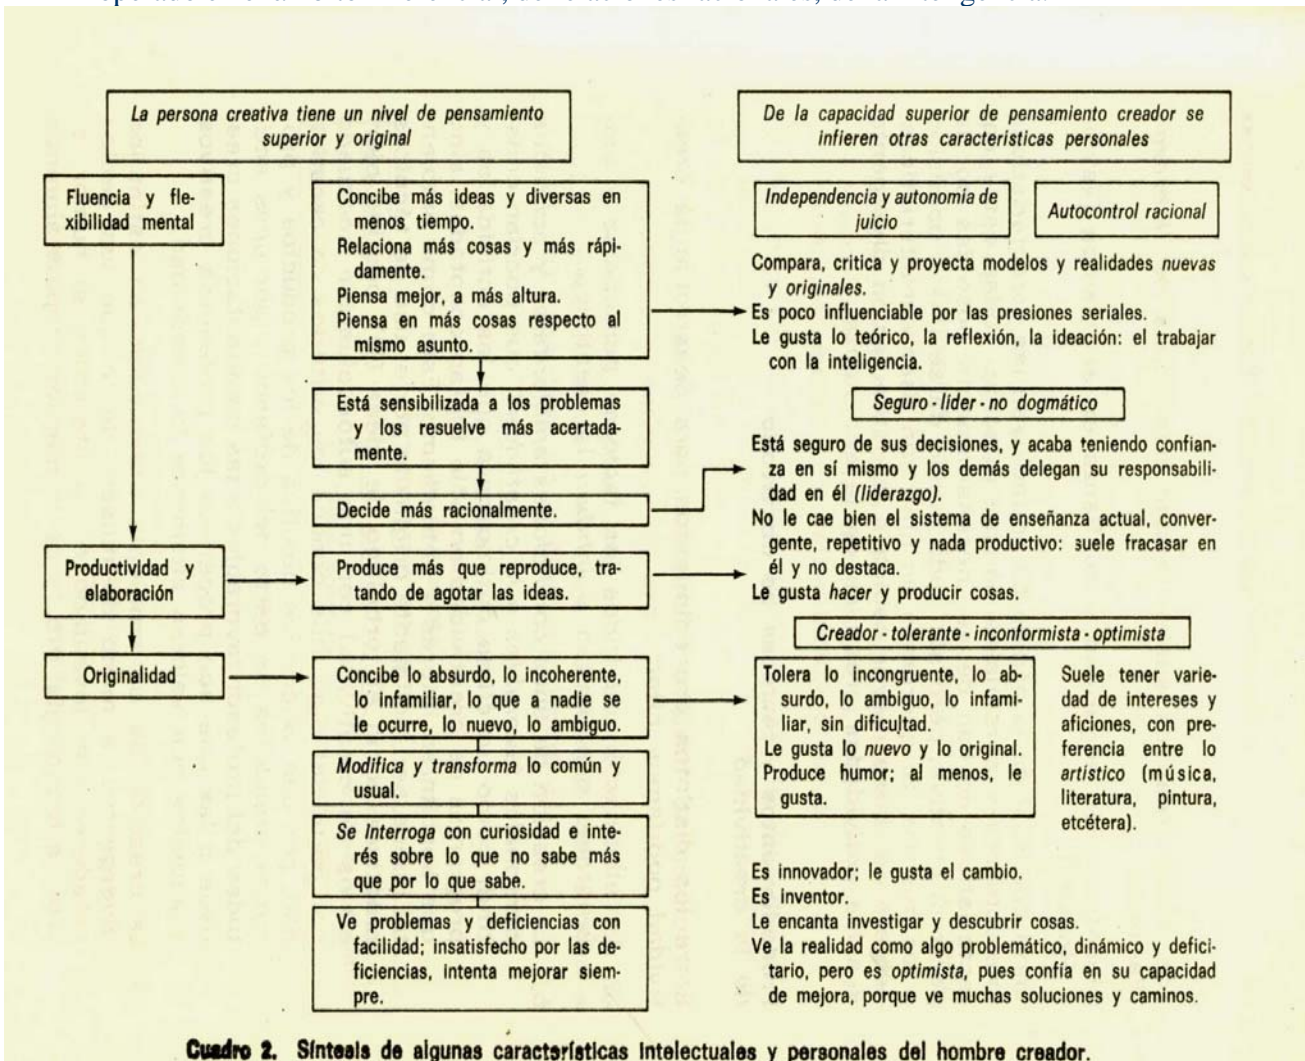 La persona creativa tiene un nivel de pensamiento
superior y original
Fluencia y fle-
xibilidad mental
Concibe más ideas y diversas en
menos tiempo.
Relaciona más cosas y más rápi-
damente.
Piensa mejor, a más altura.
Piensa en más cosas respecto al
mismo asunto.
Está sensibilizada a los problemas
y los resuelve más acertada-
mente.
Decide más racionalmente.
Productividad y
elaboración
Produce más que reproduce, tra-
tando de agotar las ideas.
Originalidad
Concibe lo absurdo, lo incoherente,
lo infamiliar, lo que a nadie se
le ocurre, lo nuevo, lo ambiguo.
Modifica y transforma lo común y
usual.
Se Interroga con curiosidad e inte-
rés sobre lo que no sabe más
que por lo que sabe.
Ve problemas y deficiencias con
facilidad; insatisfecho por las de-
ficiencias, intenta mejorar siem-
pre.
De la capacidad superior de pensamiento creador se
infieren otras características personales
Independencia y autonomía de
juicio
Autocontrol racional
Compara, critica y proyecta modelos y realidades nuevas
y originales.
Es poco influenciable por las presiones seriales.
Le gusta lo teórico, la reflexión, la ideación: el trabajar
con la inteligencia.
Seguro - líder - no dogmático
Está seguro de sus decisiones, y acaba teniendo confian-
za en sí mismo y los demás delegan su responsabili-
dad en él (liderazgo).
No le cae bien el sistema de enseñanza actual, conver-
gente, repetitivo y nada productivo: suele fracasar en
él y no destaca.
Le gusta hacer y producir cosas.
Creador - tolerante - inconformista - optimista
Tolera lo incongruente, lo ab-
surdo, lo ambiguo, lo infami-
liar, sin dificultad.
Le gusta lo nuevo y lo original.
Produce humor; al menos, le
gusta.
Suele tener varie-
dad de intereses y
aficiones, con pre-
ferencia entre lo
artístico (música,
literatura, pintura,
etcétera).
Es innovador; le gusta el cambio.
Es inventor.
Le encanta investigar y descubrir cosas.
Ve la realidad como algo problemático, dinámico y defici-
tario, pero es optimista, pues confía en su capacidad
de mejora, porque ve muchas soluciones y caminos.
Cuadro 2. Síntesis de algunas características intelectuales y personales del hombre creador.